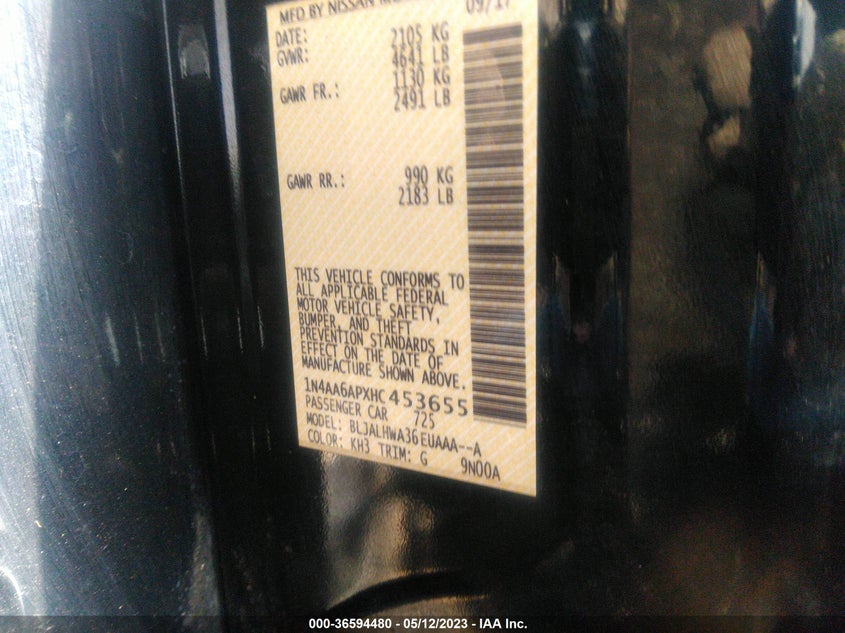 MFD BY NISSAN
09/17
DATE:
2105 KG
GVWR:
4641 LB
1130 KG
GAWR FR.:
2491 LB
GAWR RR.:
990 KG
2183 LB
THIS VEHICLE CONFORMS TO
ALL APPLICABLE FEDERAL
MOTOR VEHICLE SAFETY,
BUMPER, AND THEFT
PREVENTION STANDARDS IN
EFFECT ON THE DATE OF
MANUFACTURE SHOWN ABOVE.
1N4AA6APXHC453655
PASSENGER CAR 725
MODEL: BLJALHWA36EUAAA--A
COLOR: KH3 TRIM: G 9N00A
000-36594480 - 05/12/2023 - IAA Inc.